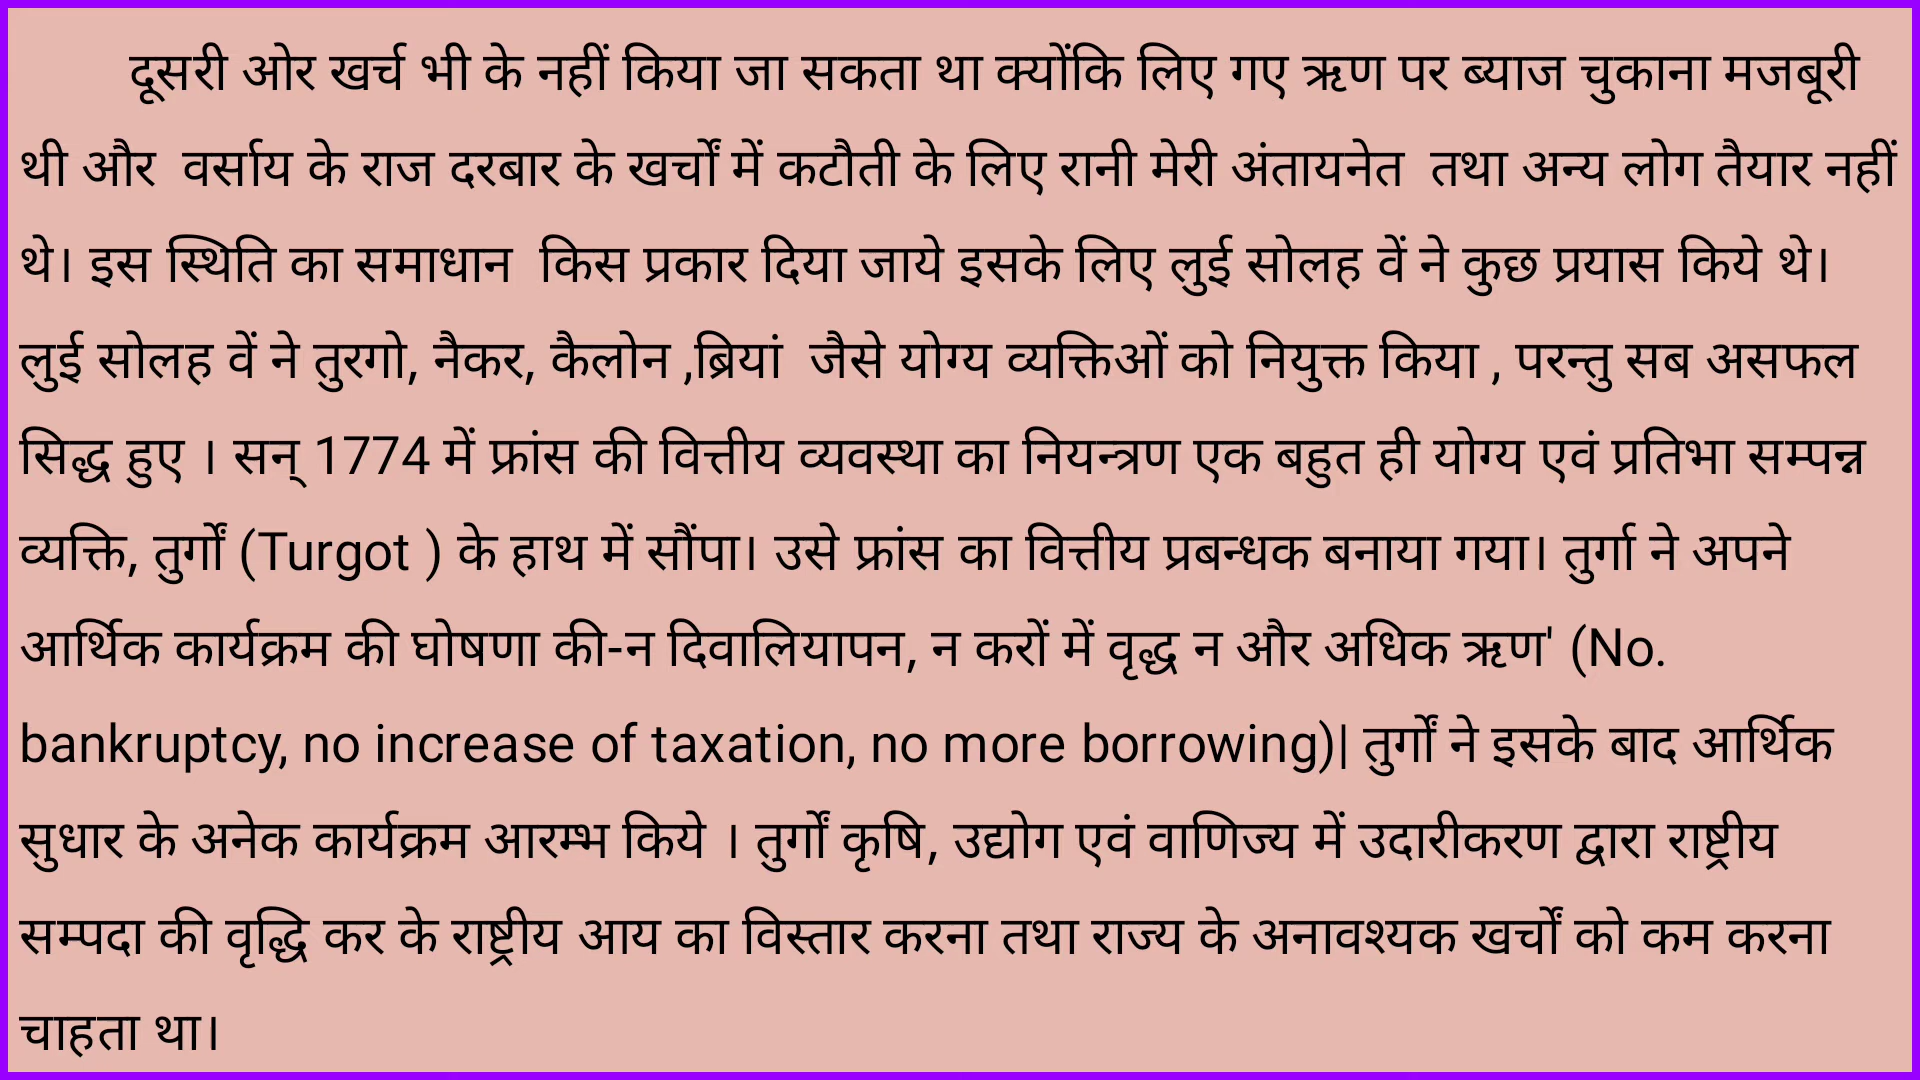 दूसरी ओर खर्च भी के नहीं किया जा सकता था क्योंकि लिए गए ऋण पर ब्याज चुकाना मजबूरी
थी और वर्साय के राज दरबार के खर्चों में कटौती के लिए रानी मेरी अंतायनेत तथा अन्य लोग तैयार नहीं
थे। इस स्थिति का समाधान किस प्रकार दिया जाये इसके लिए लुई सोलह वें ने कुछ प्रयास किये थे।
लुई सोलह वें ने तुरगो, नैकर, कैलोन ,ब्रियां जैसे योग्य व्यक्तिओं को नियुक्त किया , परन्तु सब असफल
सिद्ध हुए । सन् 1774 में फ्रांस की वित्तीय व्यवस्था का नियन्त्रण एक बहुत ही योग्य एवं प्रतिभा सम्पन्न
व्यक्ति, तुर्गों (Turgot ) के हाथ में सौंपा। उसे फ्रांस का वित्तीय प्रबन्धक बनाया गया। तुर्गा ने अपने
आर्थिक कार्यक्रम की घोषणा की-न दिवालियापन, न करों में वृद्ध न और अधिक ऋण' (No.
bankruptcy, no increase of taxation, no more borrowing)| तुर्गों ने इसके बाद आर्थिक
सुधार के अनेक कार्यक्रम आरम्भ किये । तुर्गों कृषि, उद्योग एवं वाणिज्य में उदारीकरण द्वारा राष्ट्रीय
सम्पदा की वृद्धि कर के राष्ट्रीय आय का विस्तार करना तथा राज्य के अनावश्यक खर्चों को कम करना
चाहता था।